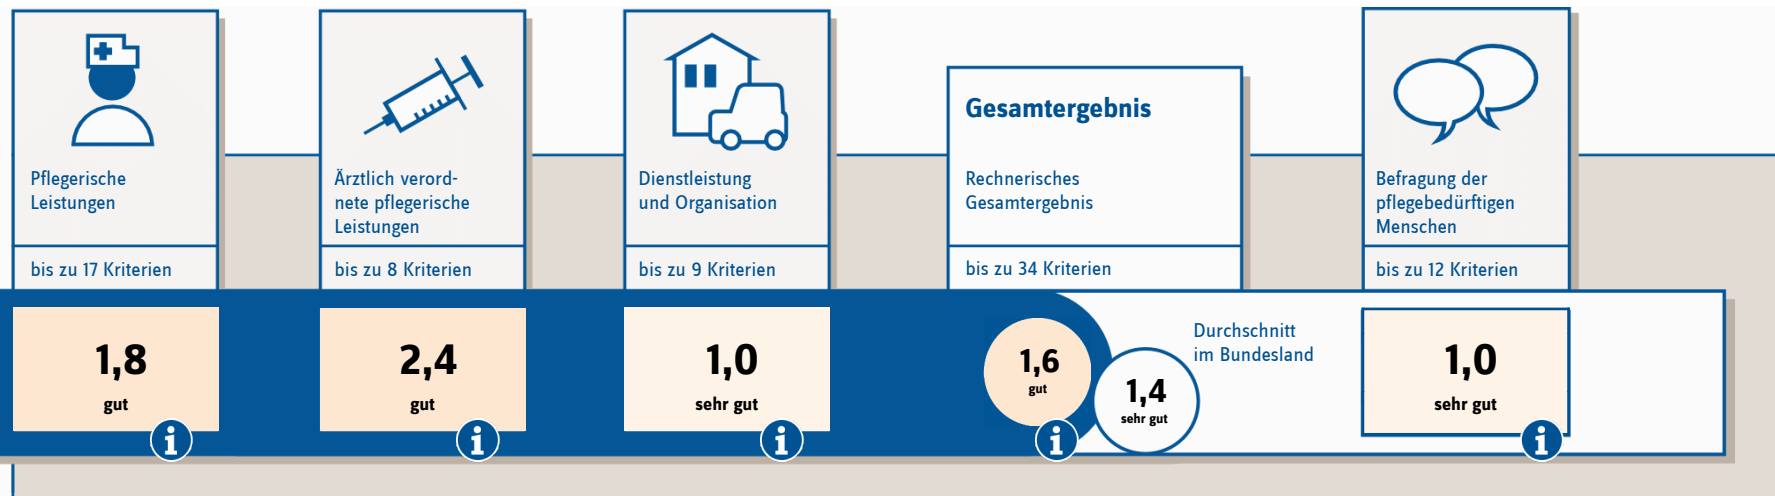 Pflegerische
Leistungen
bis zu 17 Kriterien
1,8
gut
i
Ärztlich verord-
nete pflegerische
Leistungen
bis zu 8 Kriterien
2,4
gut
i
Dienstleistung
und Organisation
bis zu 9 Kriterien
1,0
sehr gut
i
Gesamtergebnis
Rechnerisches
Gesamtergebnis
bis zu 34 Kriterien
1,6
gut
i
1,4
sehr gut
Durchschnitt
im Bundesland
Befragung der
pflegebedürftigen
Menschen
bis zu 12 Kriterien
1,0
sehr gut
i